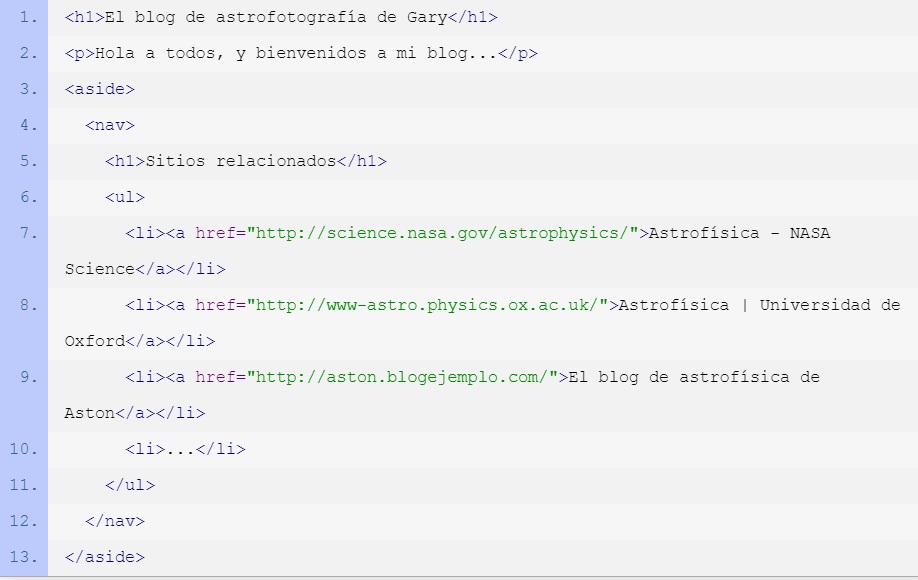 1. <h1>El blog de astrofotografía de Gary</h1>
2. <p>Hola a todos, y bienvenidos a mi blog...</p>
3. <aside>
4. <nav>
5. <h1>Sitios relacionados</h1>
6. <ul>
7. <li><a href="http://science.nasa.gov/astrophysics/">Astrofísica - NASA
Science</a></li>
8. <li><a href="http://www-astro.physics.ox.ac.uk/">Astrofísica | Universidad de
Oxford</a></li>
9. <li><a href="http://aston.blogejemplo.com/">El blog de astrofísica de
Aston</a></li>
10. <li>...</li>
11. </ul>
12. </nav>
13. </aside>